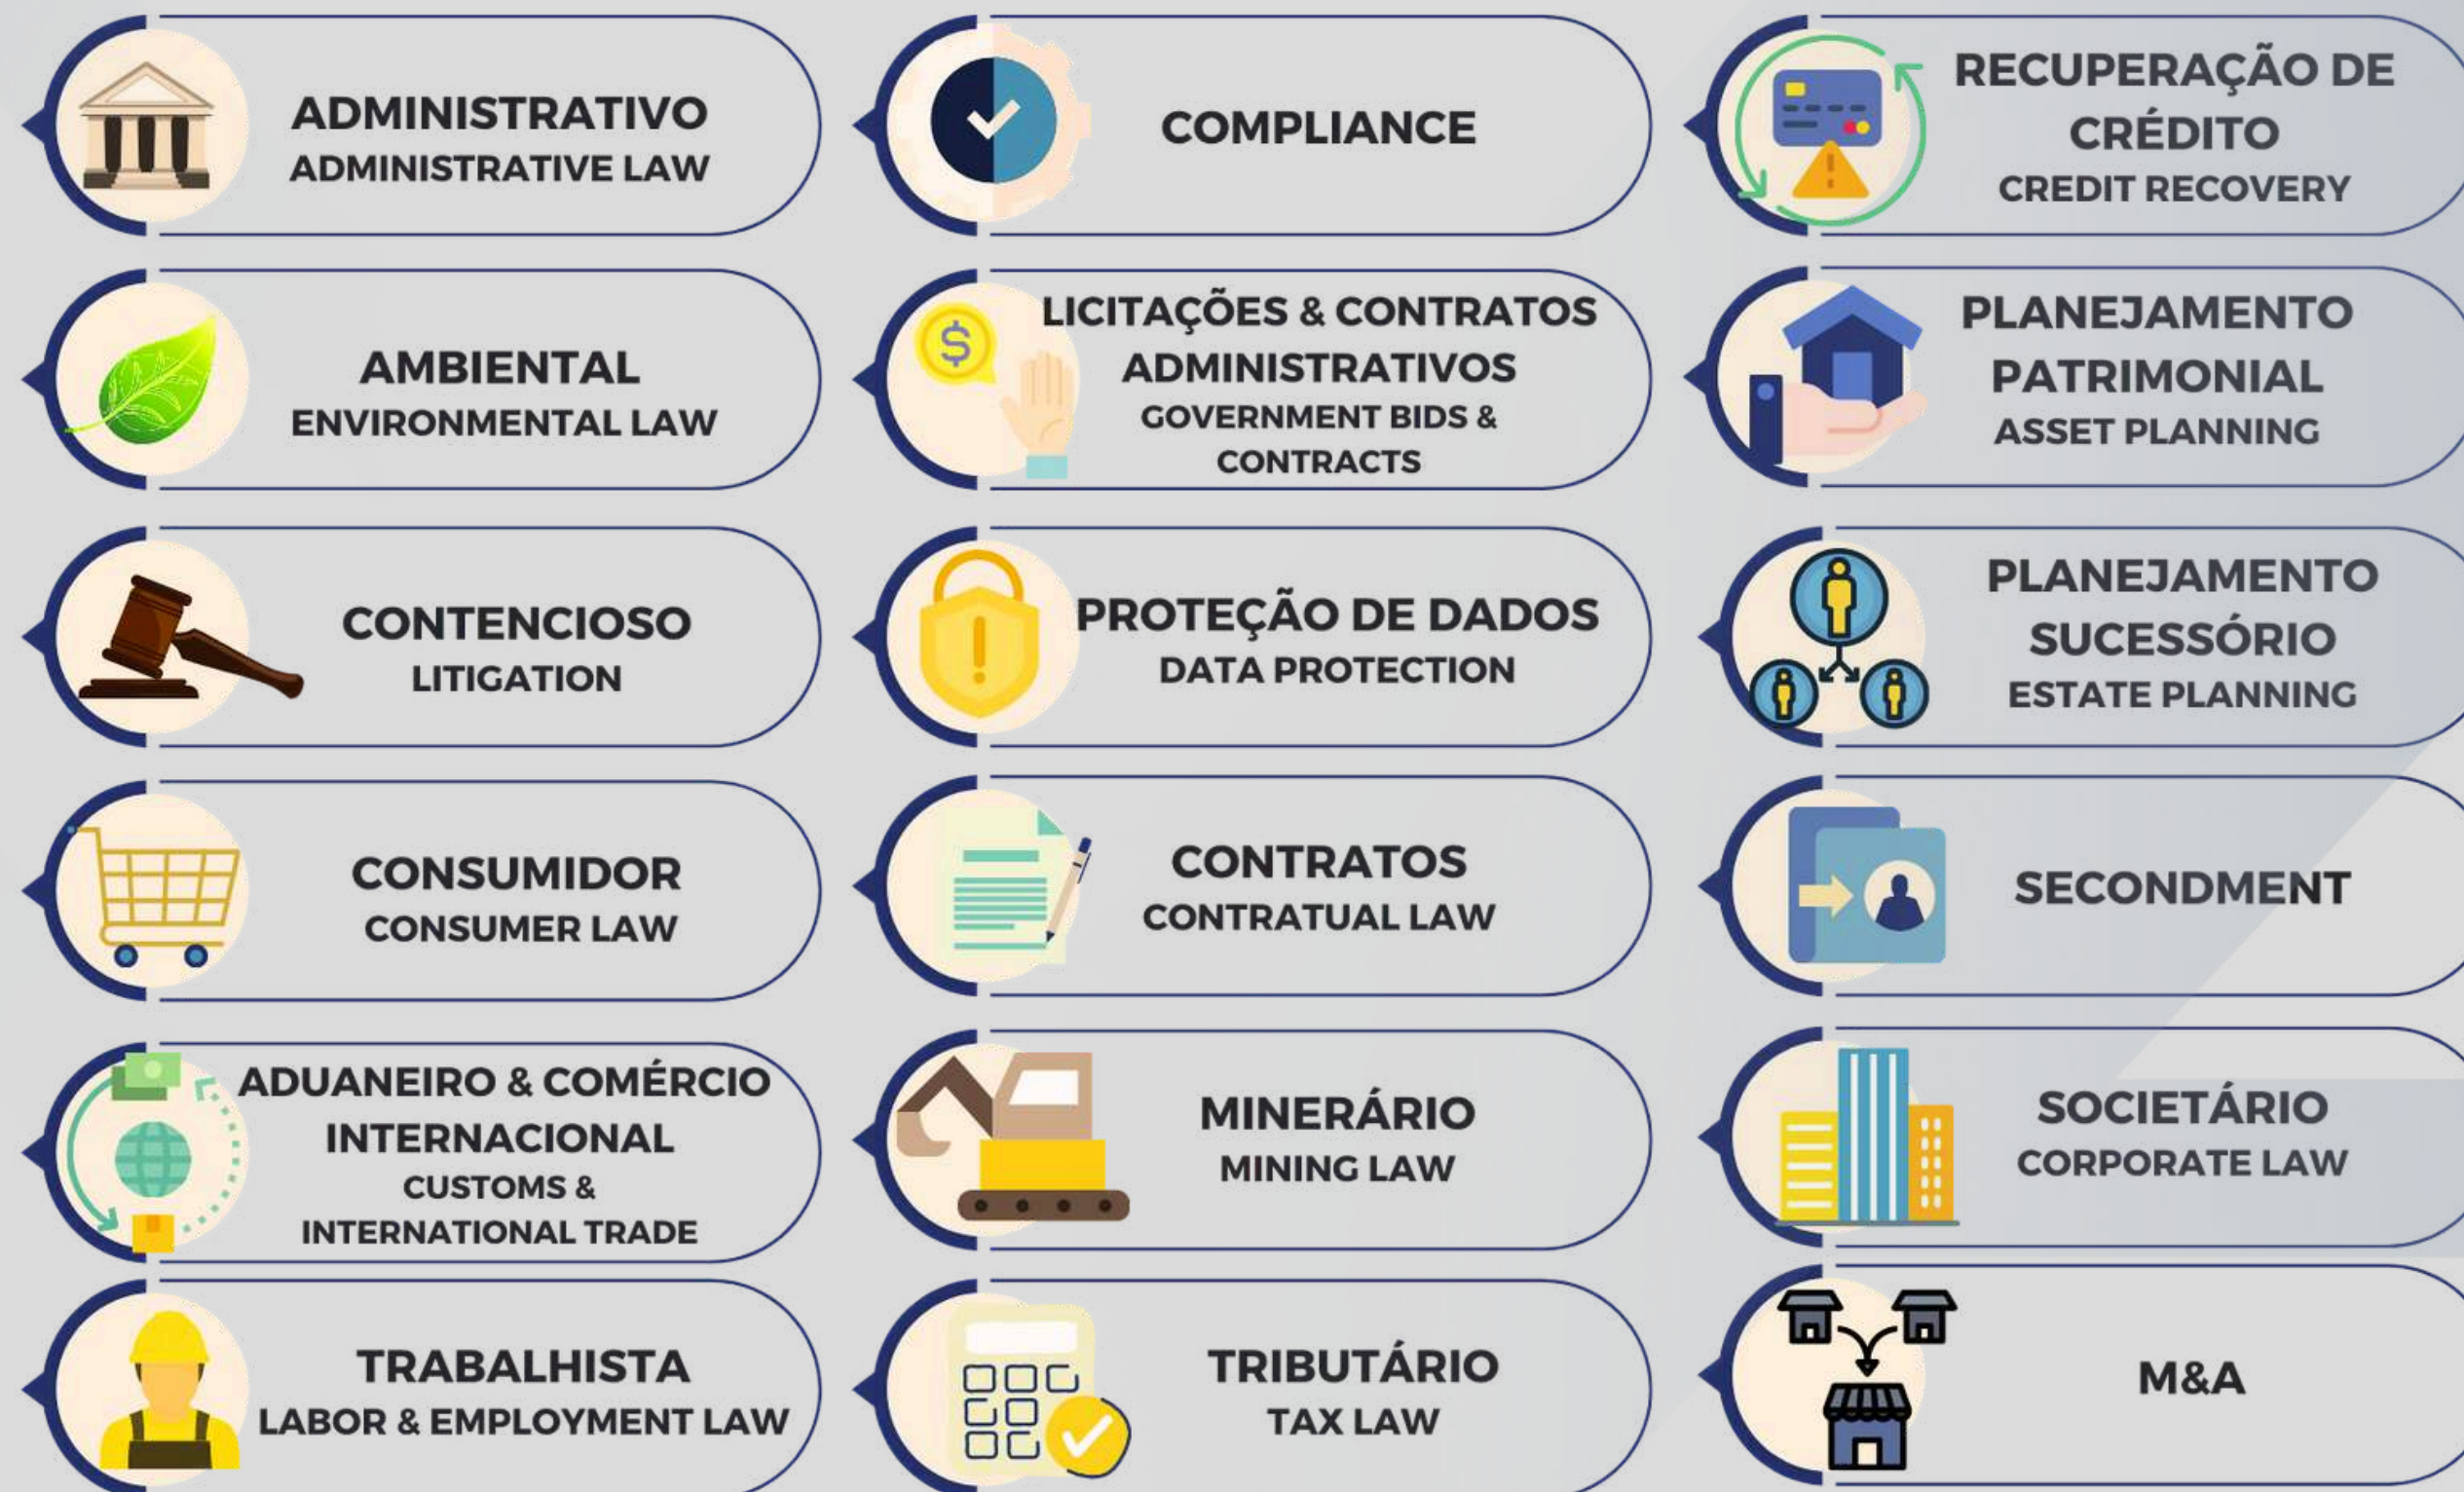 ADMINISTRATIVO
ADMINISTRATIVE LAW
COMPLIANCE
RECUPERAÇÃO DE
CRÉDITO
CREDIT RECOVERY
AMBIENTAL
ENVIRONMENTAL LAW
LICITAÇÕES & CONTRATOS
ADMINISTRATIVOS
GOVERNMENT BIDS &
CONTRACTS
PLANEJAMENTO
PATRIMONIAL
ASSET PLANNING
CONTENCIOSO
LITIGATION
PROTEÇÃO DE DADOS
DATA PROTECTION
PLANEJAMENTO
SUCESSÓRIO
ESTATE PLANNING
CONSUMIDOR
CONSUMER LAW
CONTRATOS
CONTRATUAL LAW
SECONDMENT
ADUANEIRO & COMÉRCIO
INTERNACIONAL
CUSTOMS &
INTERNATIONAL TRADE
MINERÁRIO
MINING LAW
SOCIETÁRIO
CORPORATE LAW
TRABALHISTA
LABOR & EMPLOYMENT LAW
TRIBUTÁRIO
TAX LAW
M&A